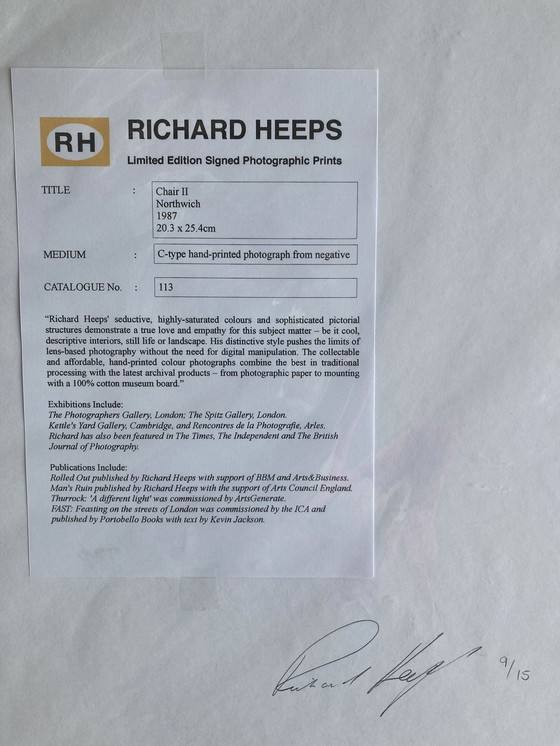 RH
RICHARD HEEPS
Limited Edition Signed Photographic Prints
TITLE : Chair II
Northwich
1987
20.3 x 25.4cm
MEDIUM : C-type hand-printed photograph from negative
CATALOGUE No. : 113
“Richard Heeps' seductive, highly-saturated colours and sophisticated pictorial
structures demonstrate a true love and empathy for this subject matter – be it cool,
descriptive interiors, still life or landscape. His distinctive style pushes the limits of
lens-based photography without the need for digital manipulation. The collectable
and affordable, hand-printed colour photographs combine the best in traditional
processing with the latest archival products – from photographic paper to mounting
with a 100% cotton museum board.”
Exhibitions Include:
The Photographers Gallery, London; The Spitz Gallery, London.
Kettle's Yard Gallery, Cambridge, and Rencontres de la Photografie, Arles.
Richard has also been featured in The Times, The Independent and The British
Journal of Photography.
Publications Include:
Rolled Out published by Richard Heeps with support of BBM and Arts&Business.
Man's Ruin published by Richard Heeps with the support of Arts Council England.
Thurrock: 'A different light' was commissioned by ArtsGenerate.
FAST: Feasting on the streets of London was commissioned by the ICA and
published by Portobello Books with text by Kevin Jackson.
Richard Heeps 9/15